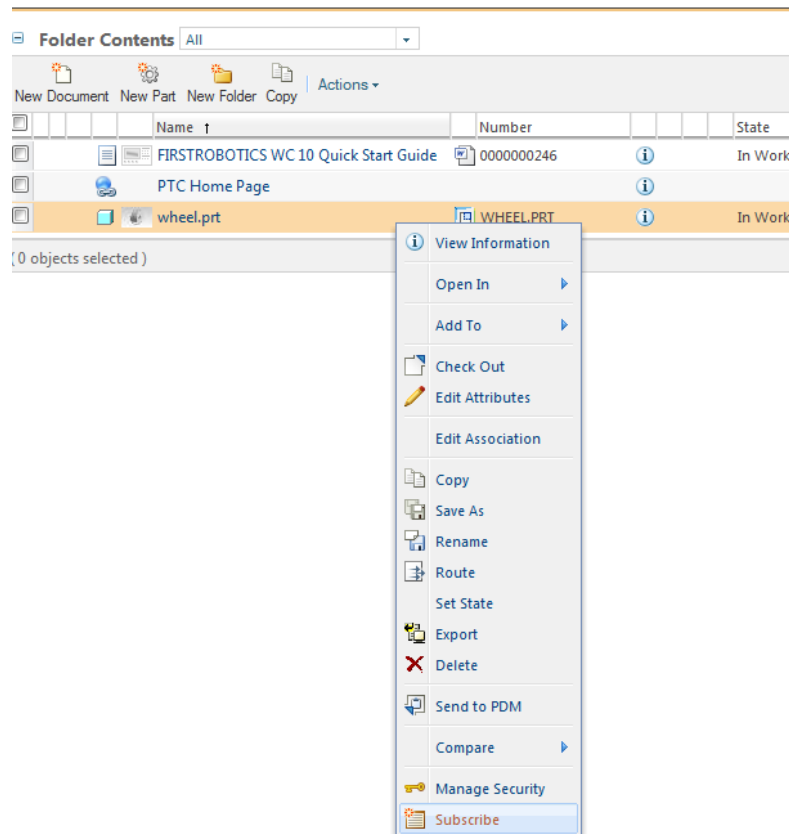 Folder Contents All
New Document New Part New Folder Copy Actions
Name Number State
FIRSTROBOTICS WC 10 Quick Start Guide 0000000246 In Work
PTC Home Page
wheel.prt WHEEL.PRT In Work
( 0 objects selected )
View Information
Open In
Add To
Check Out
Edit Attributes
Edit Association
Copy
Save As
Rename
Route
Set State
Export
Delete
Send to PDM
Compare
Manage Security
Subscribe